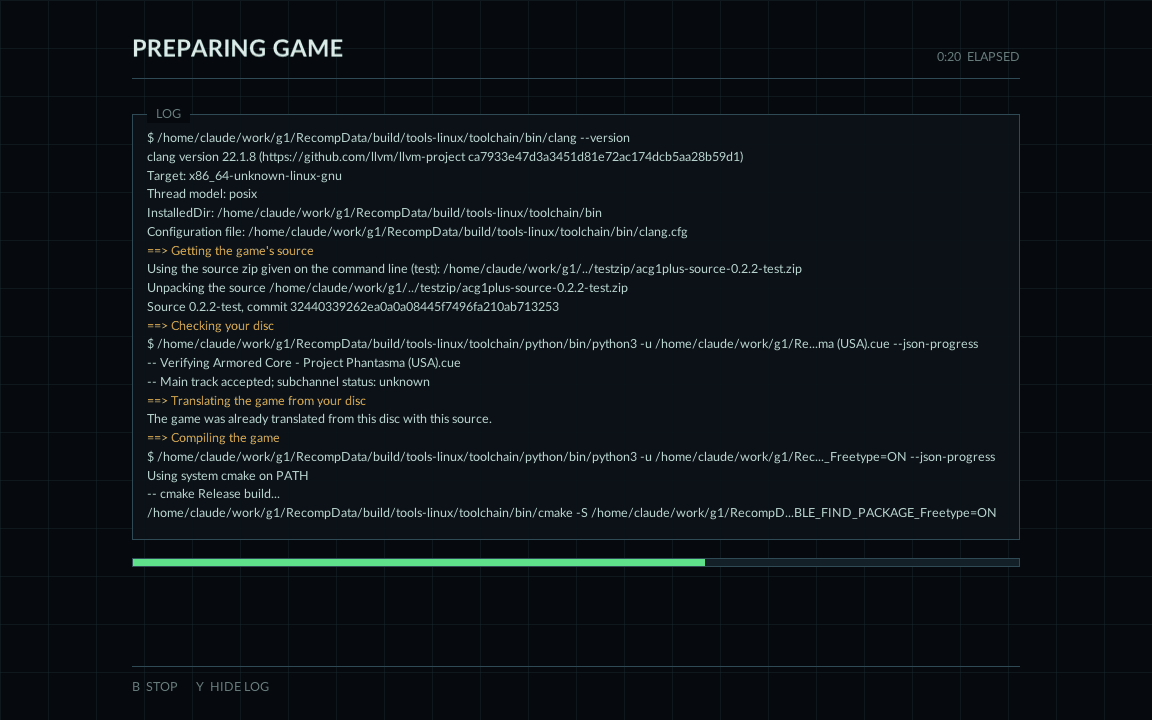 PREPARING GAME
0:20 ELAPSED
LOG
$ /home/claude/work/g1/RecompData/build/tools-linux/toolchain/bin/clang --version
clang version 22.1.8 (https://github.com/llvm/llvm-project ca7933e47d3a3451d81e72ac174dcb5aa28b59d1)
Target: x86_64-unknown-linux-gnu
Thread model: posix
InstalledDir: /home/claude/work/g1/RecompData/build/tools-linux/toolchain/bin
Configuration file: /home/claude/work/g1/RecompData/build/tools-linux/toolchain/bin/clang.cfg
==> Getting the game's source
Using the source zip given on the command line (test): /home/claude/work/g1/../testzip/acg1plus-source-0.2.2-test.zip
Unpacking the source /home/claude/work/g1/../testzip/acg1plus-source-0.2.2-test.zip
Source 0.2.2-test, commit 32440339262ea0a0a08445f7496fa210ab713253
==> Checking your disc
$ /home/claude/work/g1/RecompData/build/tools-linux/toolchain/python/bin/python3 -u /home/claude/work/g1/Re...ma (USA).cue --json-progress
-- Verifying Armored Core - Project Phantasma (USA).cue
-- Main track accepted; subchannel status: unknown
==> Translating the game from your disc
The game was already translated from this disc with this source.
==> Compiling the game
$ /home/claude/work/g1/RecompData/build/tools-linux/toolchain/python/bin/python3 -u /home/claude/work/g1/Rec..._Freetype=ON --json-progress
Using system cmake on PATH
-- cmake Release build...
/home/claude/work/g1/RecompData/build/tools-linux/toolchain/bin/cmake -S /home/claude/work/g1/RecompD...BLE_FIND_PACKAGE_Freetype=ON
B STOP Y HIDE LOG